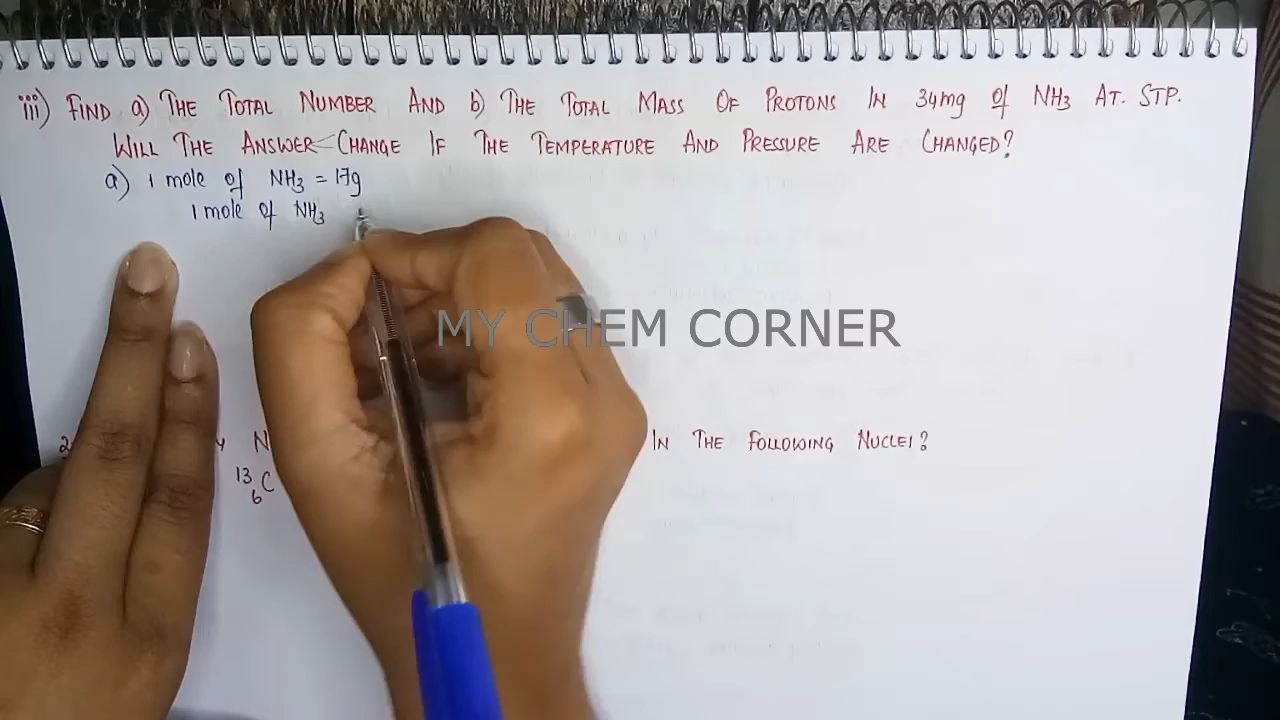 iii) FIND a) THE TOTAL NUMBER AND b) THE TOTAL MASS OF PROTONS IN 34mg of NH3 AT. STP.
WILL THE ANSWER CHANGE IF THE TEMPERATURE AND PRESSURE ARE CHANGED?
a) 1 mole of NH3 = 17g
1 mole of NH3
MY CHEM CORNER
IN THE FOLLOWING NUCLEI?
13 6 C